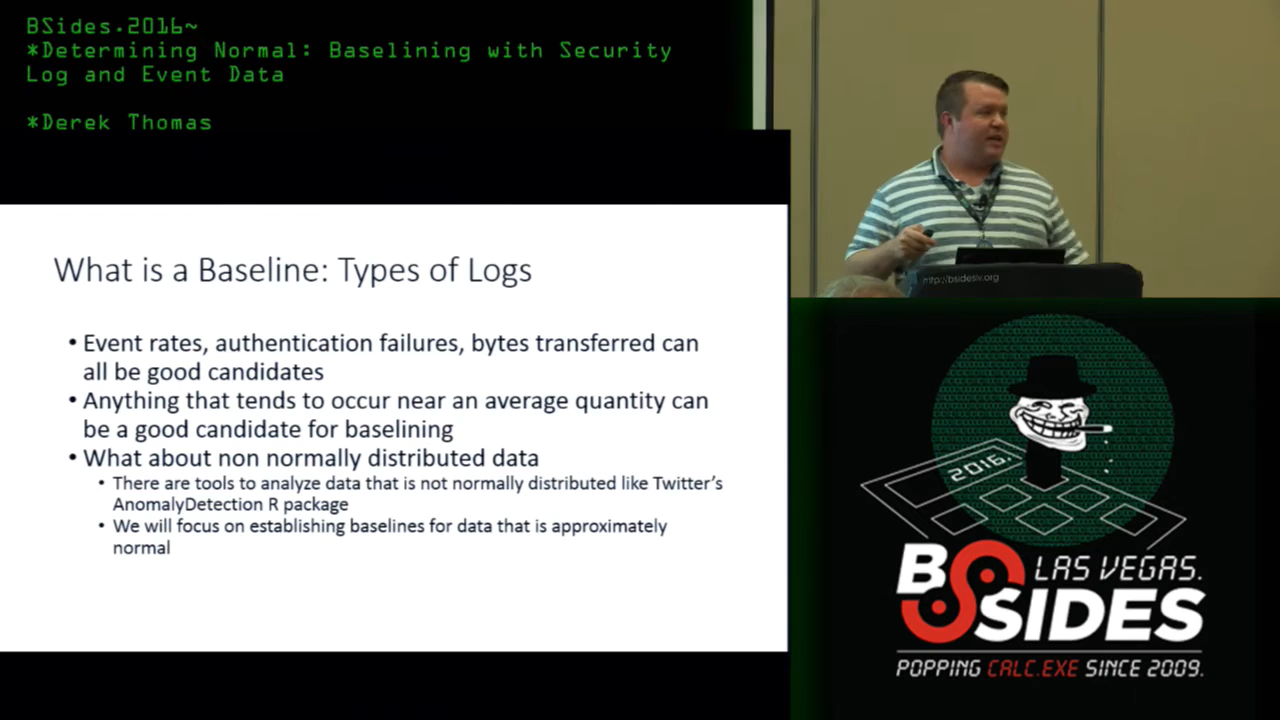 BSides.2016~
*Determining Normal: Baselining with Security
Log and Event Data
*Derek Thomas
What is a Baseline: Types of Logs
• Event rates, authentication failures, bytes transferred can
all be good candidates
• Anything that tends to occur near an average quantity can
be a good candidate for baselining
• What about non normally distributed data
• There are tools to analyze data that is not normally distributed like Twitter's
AnomalyDetection R package
• We will focus on establishing baselines for data that is approximately
normal
http://bsideslv.org
2016.
BSIDES
LAS VEGAS.
POPPING CALC.EXE SINCE 2009.